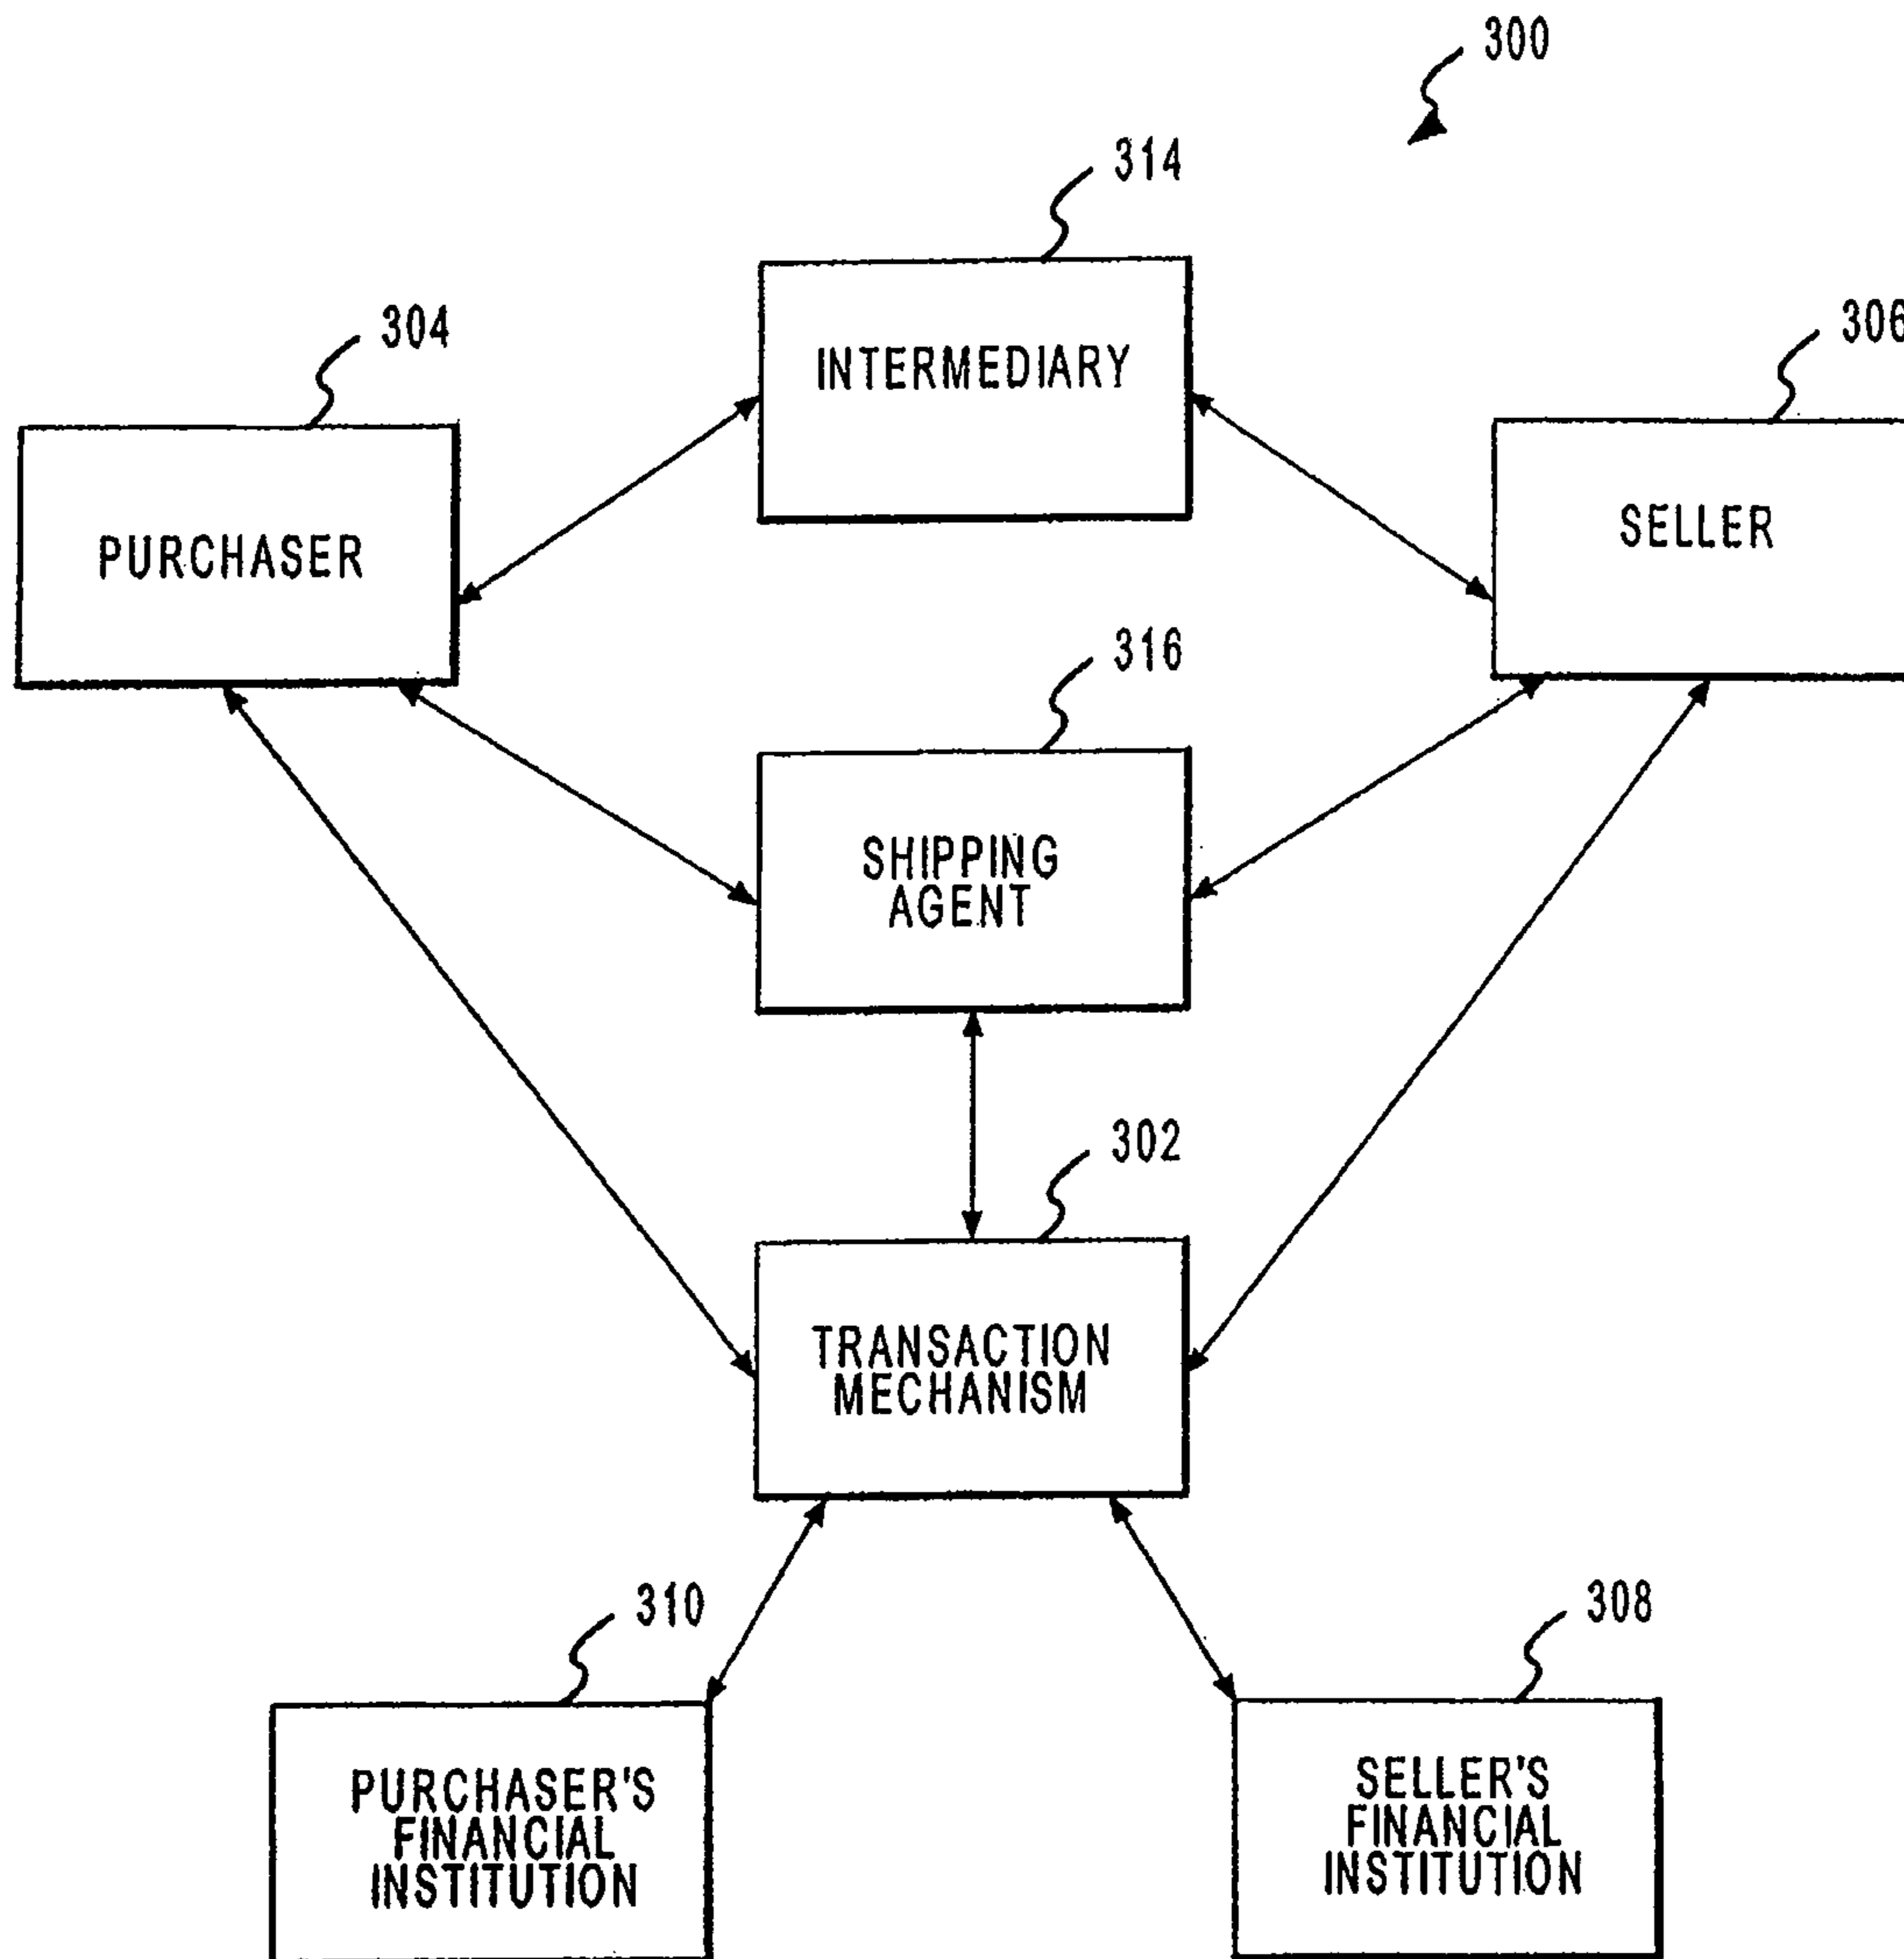 300
314
304
306
INTERMEDIARY
PURCHASER
SELLER
316
SHIPPING
AGENT
302
TRANSACTION
MECHANISM
310
308
PURCHASER'S
FINANCIAL
INSTITUTION
SELLER'S
FINANCIAL
INSTITUTION